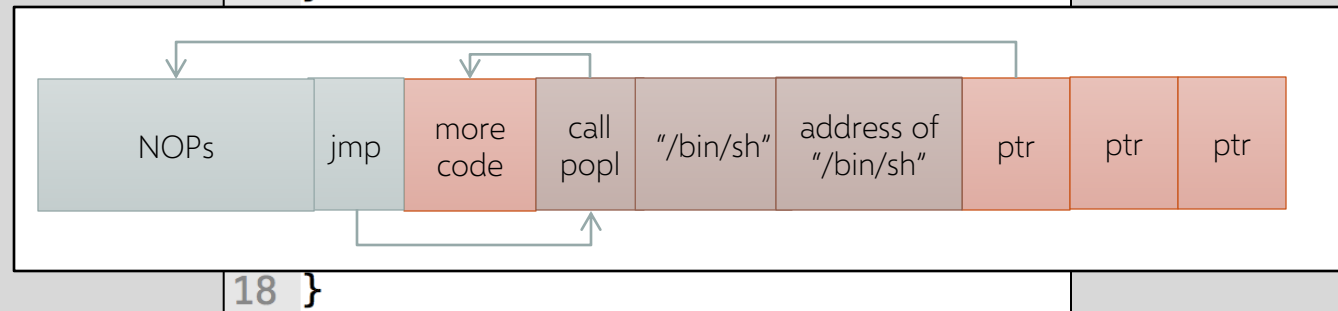 }
NOPs
jmp
more
code
call
popl
"/bin/sh"
address of
"/bin/sh"
ptr
ptr
ptr
18 }